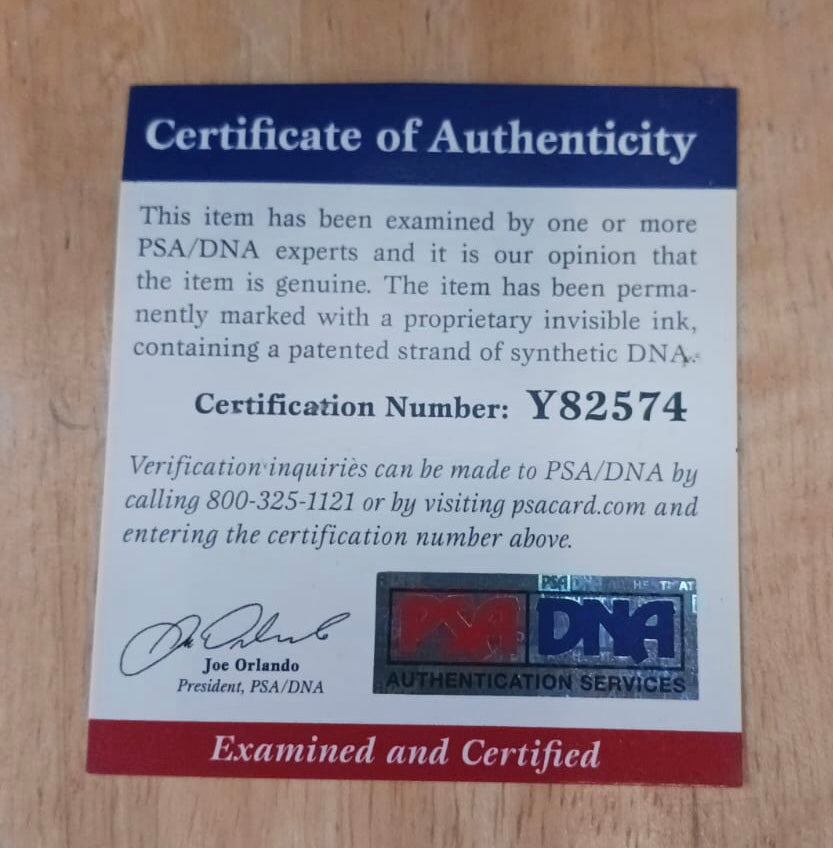 Certificate of Authenticity
This item has been examined by one or more
PSA/DNA experts and it is our opinion that
the item is genuine. The item has been perma-
nently marked with a proprietary invisible ink,
containing a patented strand of synthetic DNA.
Certification Number: Y82574
Verification inquiries can be made to PSA/DNA by
calling 800-325-1121 or by visiting psacard.com and
entering the certification number above.
Joe Orlando
President, PSA/DNA
PSA
PSA DNA
AUTHENTICATION SERVICES
Examined and Certified